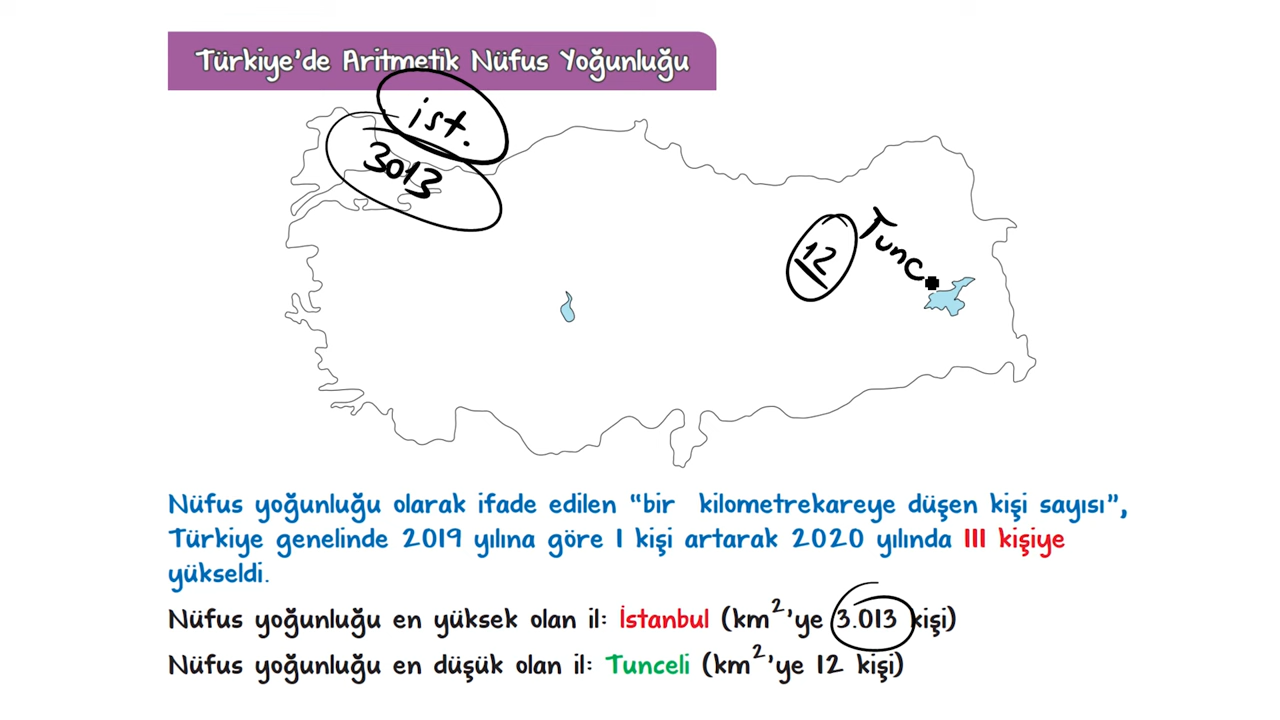 Türkiye'de Aritmetik Nüfus Yoğunluğu
ist.
3013
12
Tunc
Nüfus yoğunluğu olarak ifade edilen “bir kilometrekareye düşen kişi sayısı”,
Türkiye genelinde 2019 yılına göre 1 kişi artarak 2020 yılında 111 kişiye
yükseldi.
Nüfus yoğunluğu en yüksek olan il: İstanbul (km²'ye 3.013 kişi)
Nüfus yoğunluğu en düşük olan il: Tunceli (km²'ye 12 kişi)